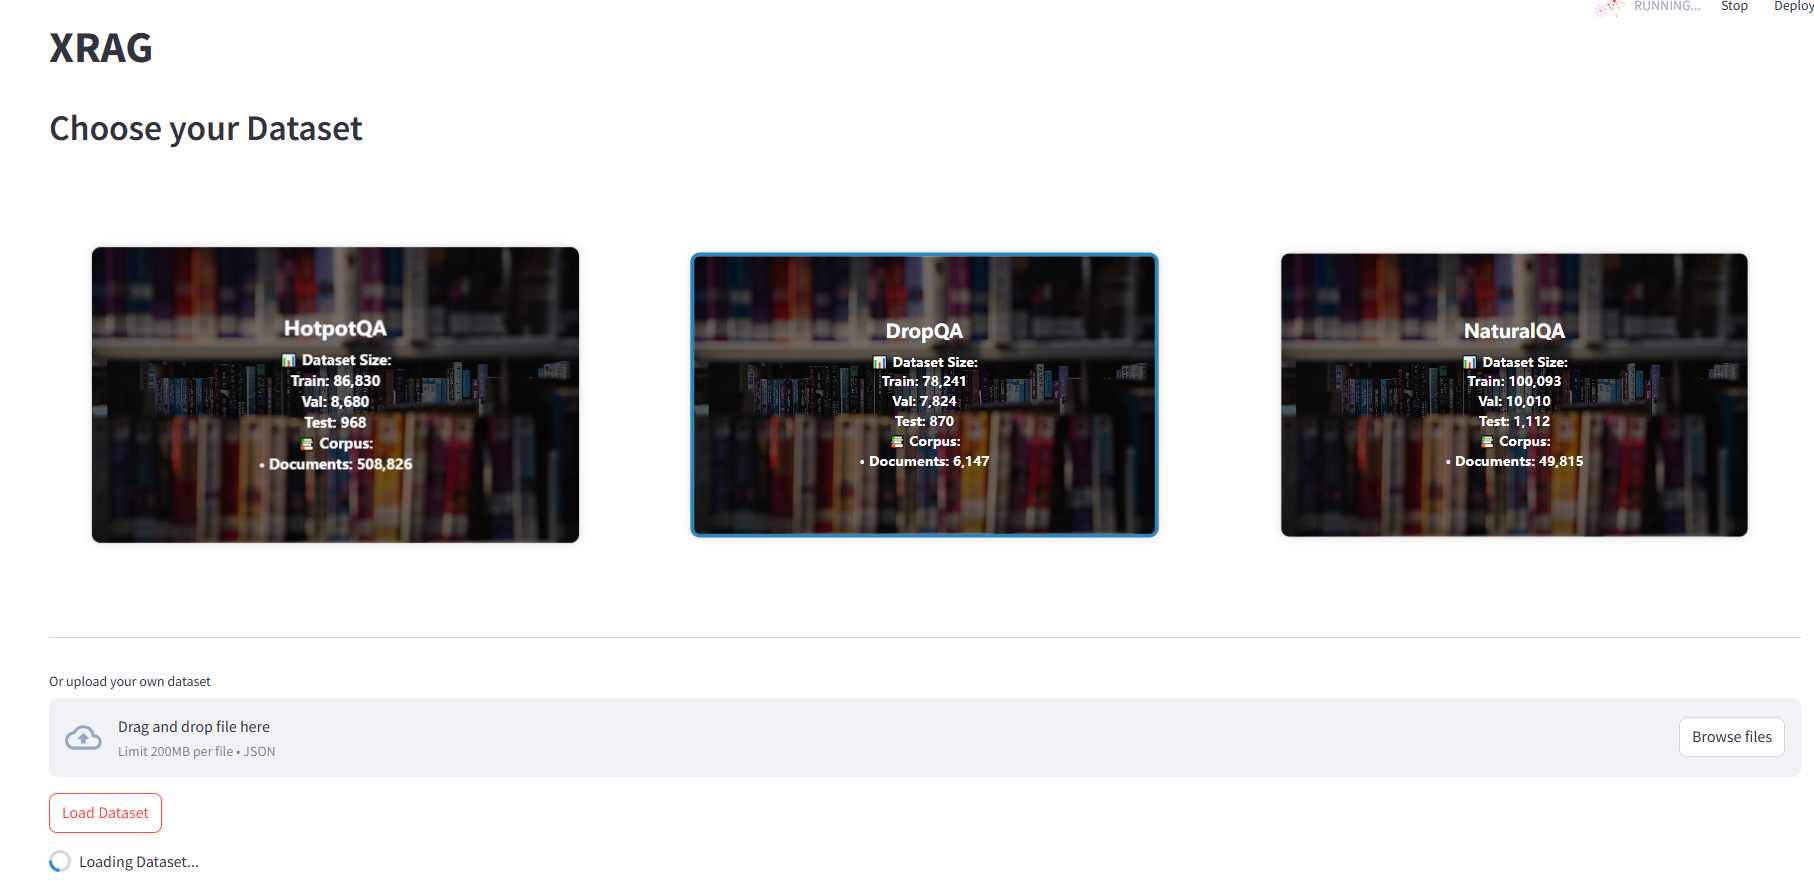 RUNNING... Stop Deploy
XRAG
Choose your Dataset
HotpotQA
📊 Dataset Size:
Train: 86,830
Val: 8,680
Test: 968
📚 Corpus:
• Documents: 508,826
DropQA
📊 Dataset Size:
Train: 78,241
Val: 7,824
Test: 870
📚 Corpus:
• Documents: 6,147
NaturalQA
📊 Dataset Size:
Train: 100,093
Val: 10,010
Test: 1,112
📚 Corpus:
• Documents: 49,815
Or upload your own dataset
Drag and drop file here
Limit 200MB per file • JSON
Browse files
Load Dataset
Loading Dataset...